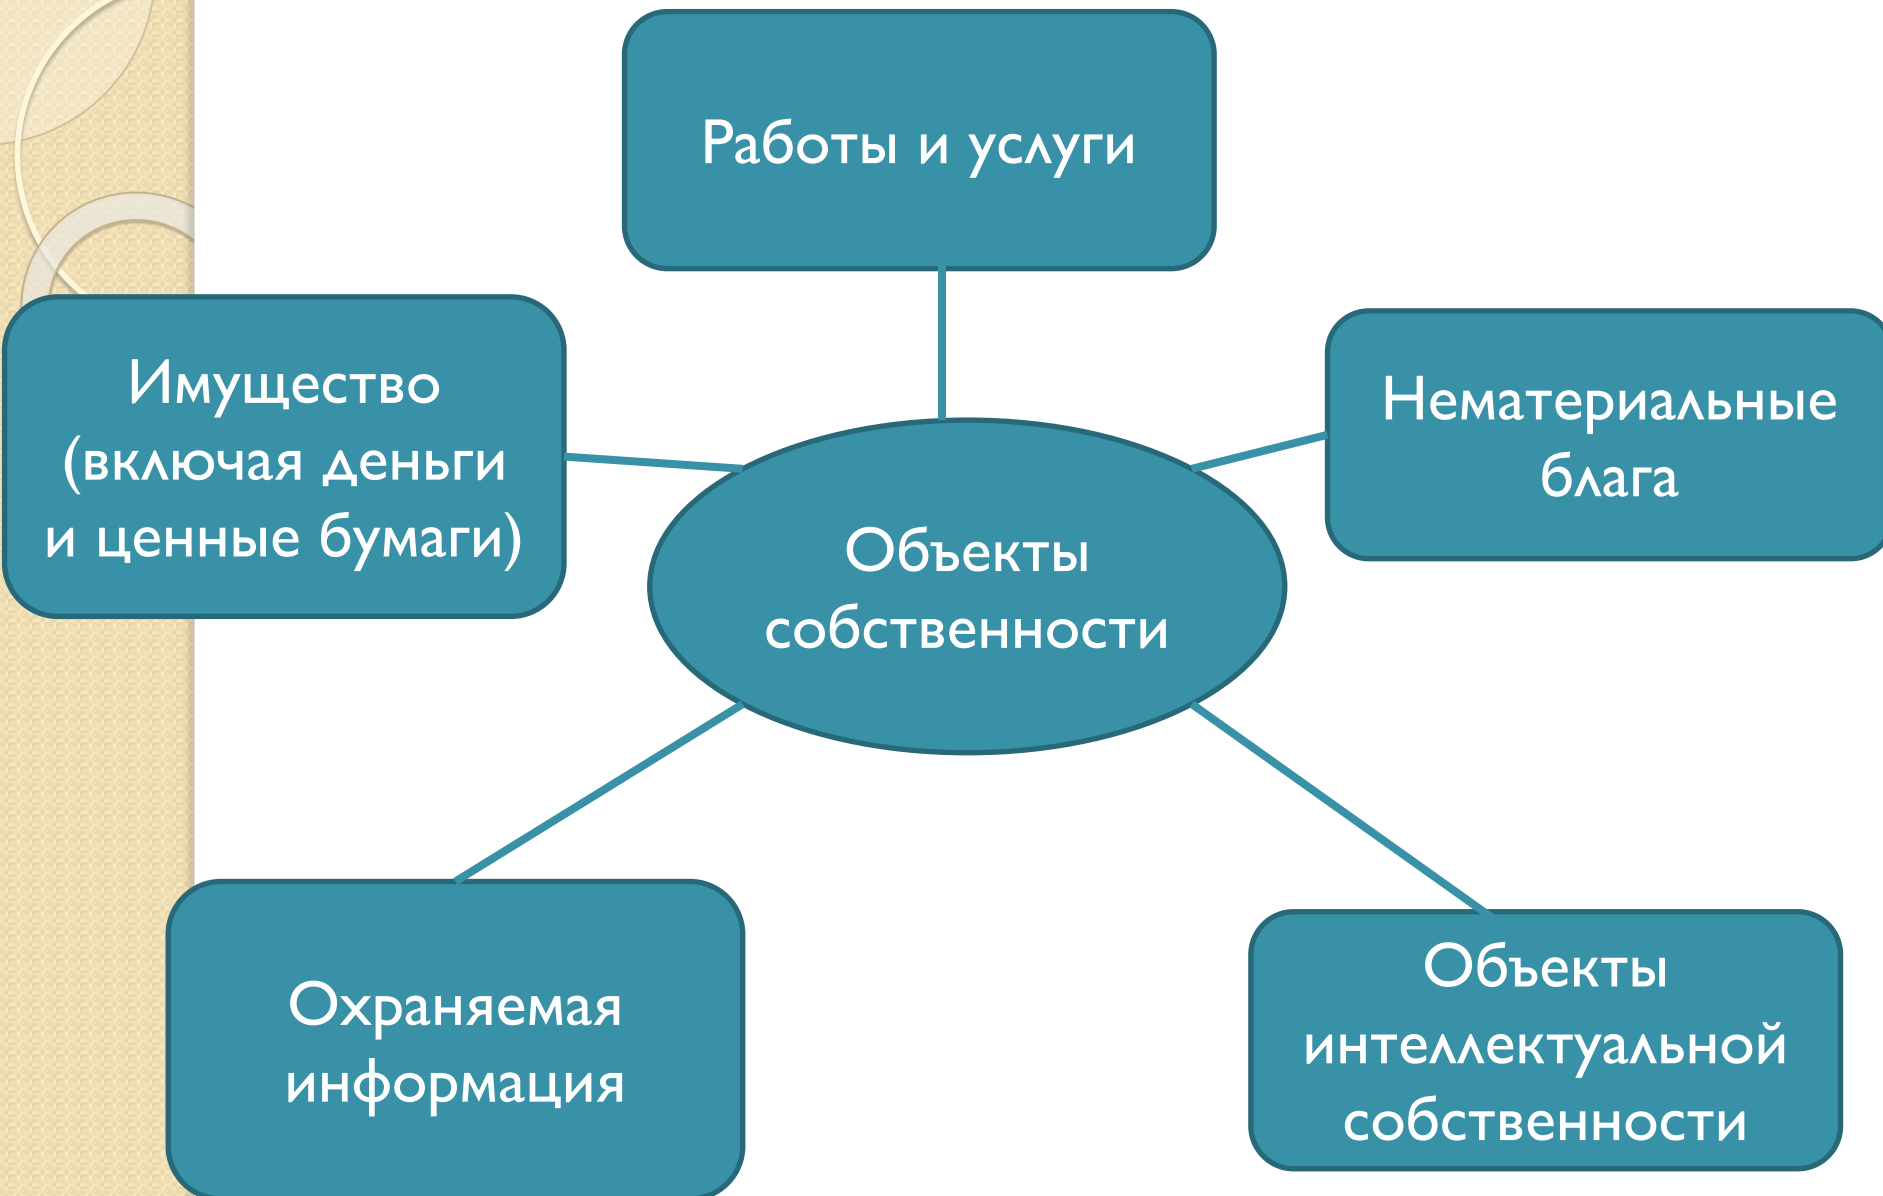 Работы и услуги
Имущество
(включая деньги
и ценные бумаги)
Нематериальные
блага
Объекты
собственности
Охраняемая
информация
Объекты
интеллектуальной
собственности